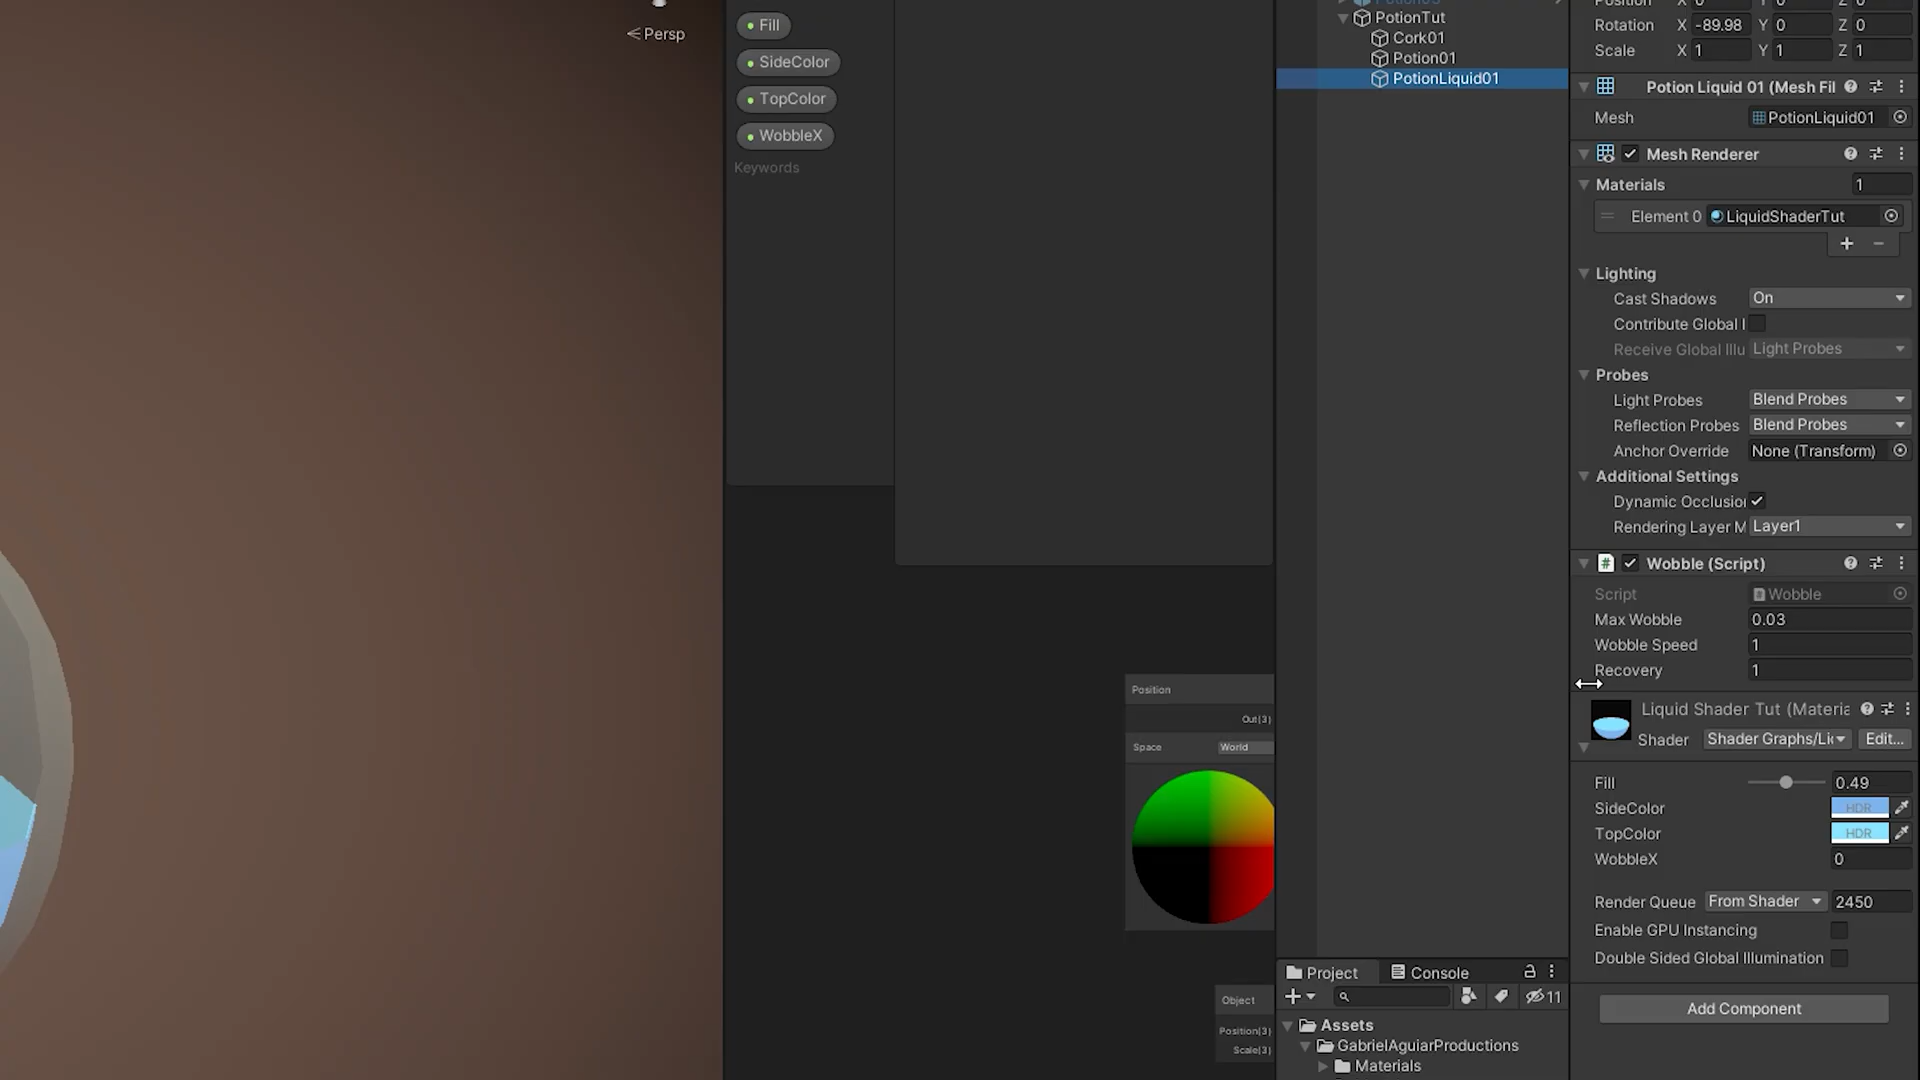 Persp
Fill
SideColor
TopColor
WobbleX
Keywords
Position
Out(3)
Space World
Object
Position(3)
Scale(3)
PotionTut
Cork01
Potion01
PotionLiquid01
Project Console
11
Assets
GabrielAguiarProductions
Materials
Position X 0 Y 0 Z 0
Rotation X -89.98 Y 0 Z 0
Scale X 1 Y 1 Z 1
Potion Liquid 01 (Mesh Fil
Mesh PotionLiquid01
Mesh Renderer
Materials 1
Element 0 LiquidShaderTut
+ −
Lighting
Cast Shadows On
Contribute Global I
Receive Global Illu Light Probes
Probes
Light Probes Blend Probes
Reflection Probes Blend Probes
Anchor Override None (Transform)
Additional Settings
Dynamic Occlusion
Rendering Layer M Layer1
# Wobble (Script)
Script Wobble
Max Wobble 0.03
Wobble Speed 1
Recovery 1
Liquid Shader Tut (Materia
Shader Shader Graphs/Lic Edit...
Fill 0.49
SideColor HDR
TopColor HDR
WobbleX 0
Render Queue From Shader 2450
Enable GPU Instancing
Double Sided Global Illumination
Add Component